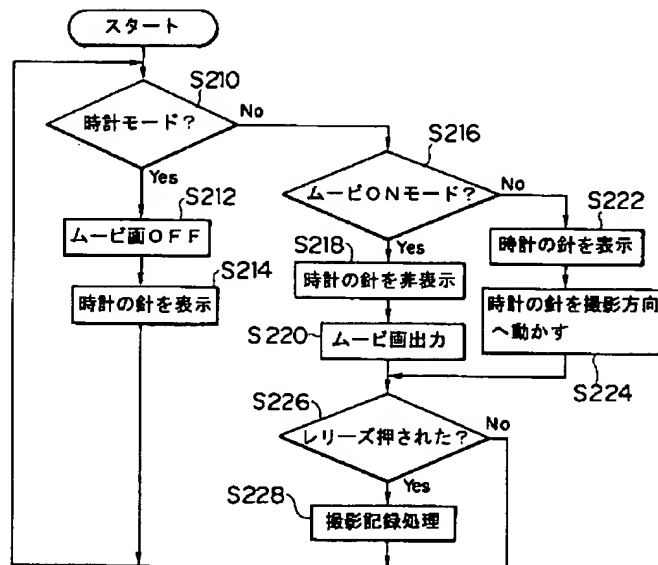 スタート
S210
時計モード?
No
Yes
S212
ムービ画OFF
S214
時計の針を表示
S216
ムービONモード?
No
Yes
S218
時計の針を非表示
S220
ムービ画出力
S222
時計の針を表示
時計の針を撮影方向
へ動かす
S224
S226
レリーズ押された?
No
Yes
S228
撮影記録処理